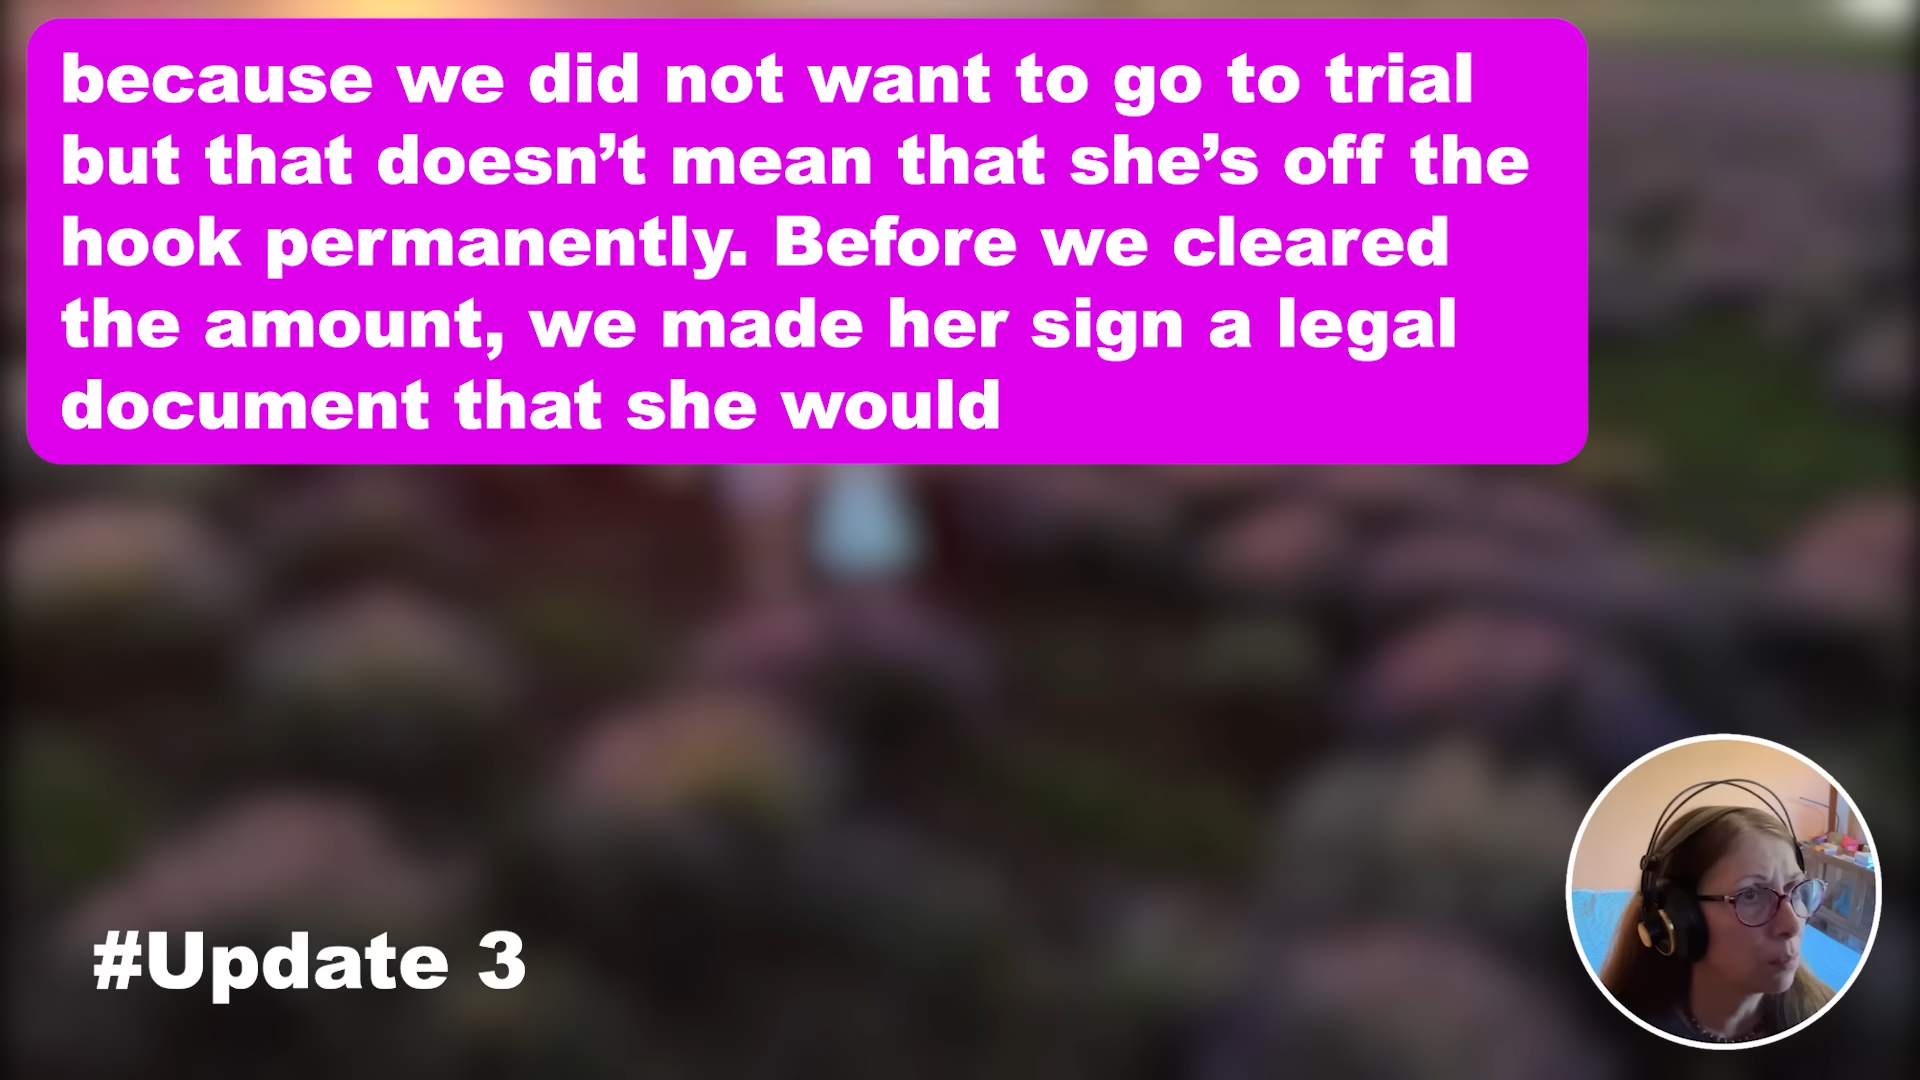 because we did not want to go to trial
but that doesn’t mean that she’s off the
hook permanently. Before we cleared
the amount, we made her sign a legal
document that she would
#Update 3